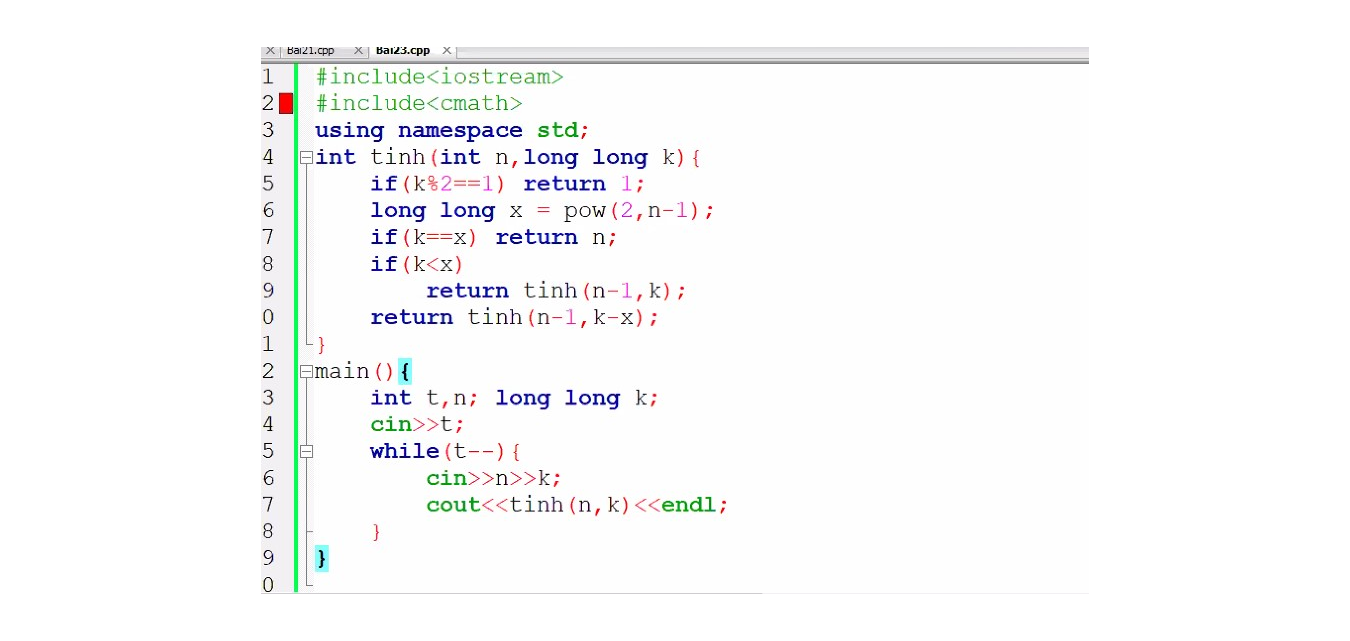 Bai21.cpp Bai23.cpp
1 #include<iostream>
2 #include<cmath>
3 using namespace std;
4 int tinh(int n,long long k){
5 if(k%2==1) return 1;
6 long long x = pow(2,n-1);
7 if(k==x) return n;
8 if(k<x)
9 return tinh(n-1,k);
0 return tinh(n-1,k-x);
1 }
2 main(){
3 int t,n; long long k;
4 cin>>t;
5 while(t--){
6 cin>>n>>k;
7 cout<<tinh(n,k)<<endl;
8 }
9 }
0